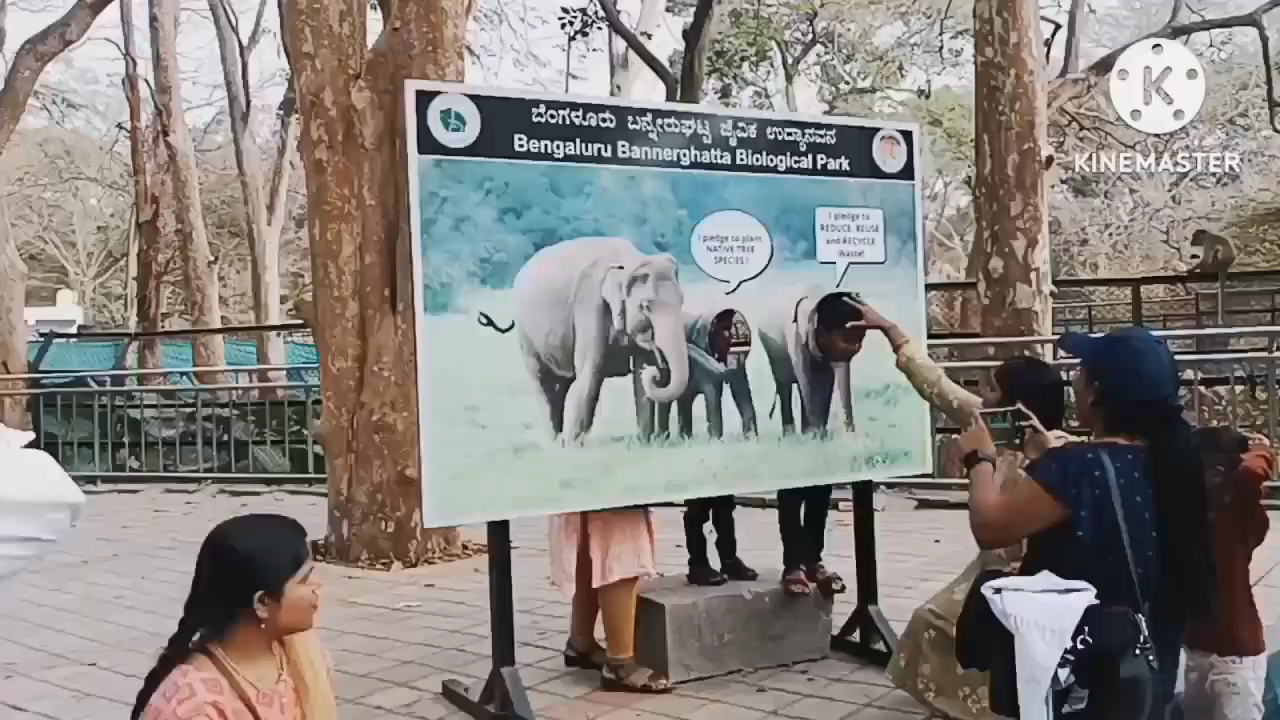 ಬೆಂಗಳೂರು ಬನ್ನೇರುಘಟ್ಟ ಜೈವಿಕ ಉದ್ಯಾನವನ
Bengaluru Bannerghatta Biological Park
I pledge to plant
NATIVE TREE
SPECIES !
I pledge to
REDUCE, REUSE
and RECYCLE
Waste!
K
KINEMASTER